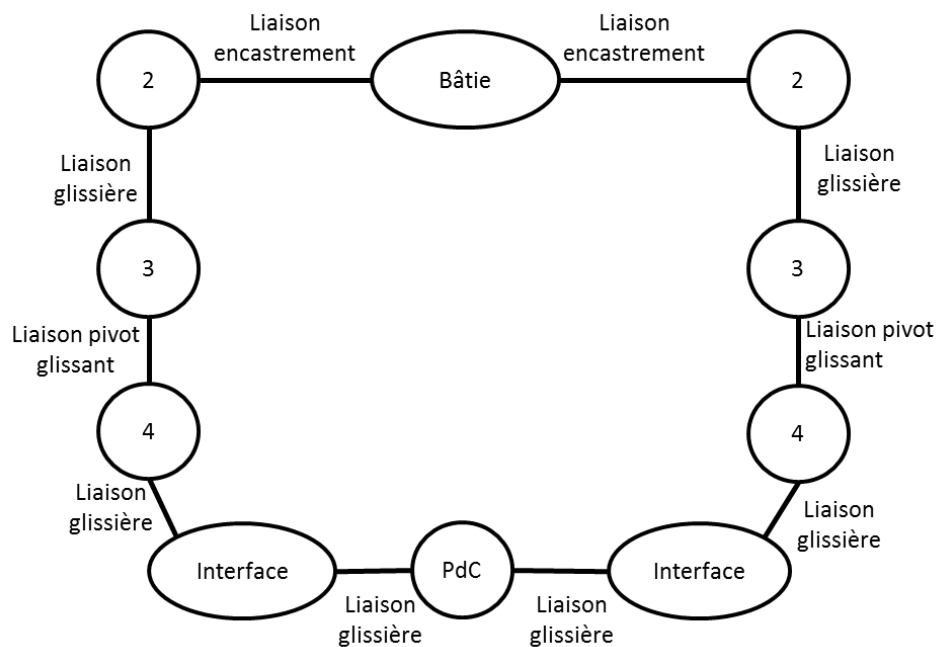 Liaison
encastrement
Liaison
encastrement
2
Bâtie
2
Liaison
glissière
Liaison
glissière
3
3
Liaison pivot
glissant
Liaison pivot
glissant
4
4
Liaison
glissière
Liaison
glissière
Interface
PdC
Interface
Liaison
glissière
Liaison
glissière